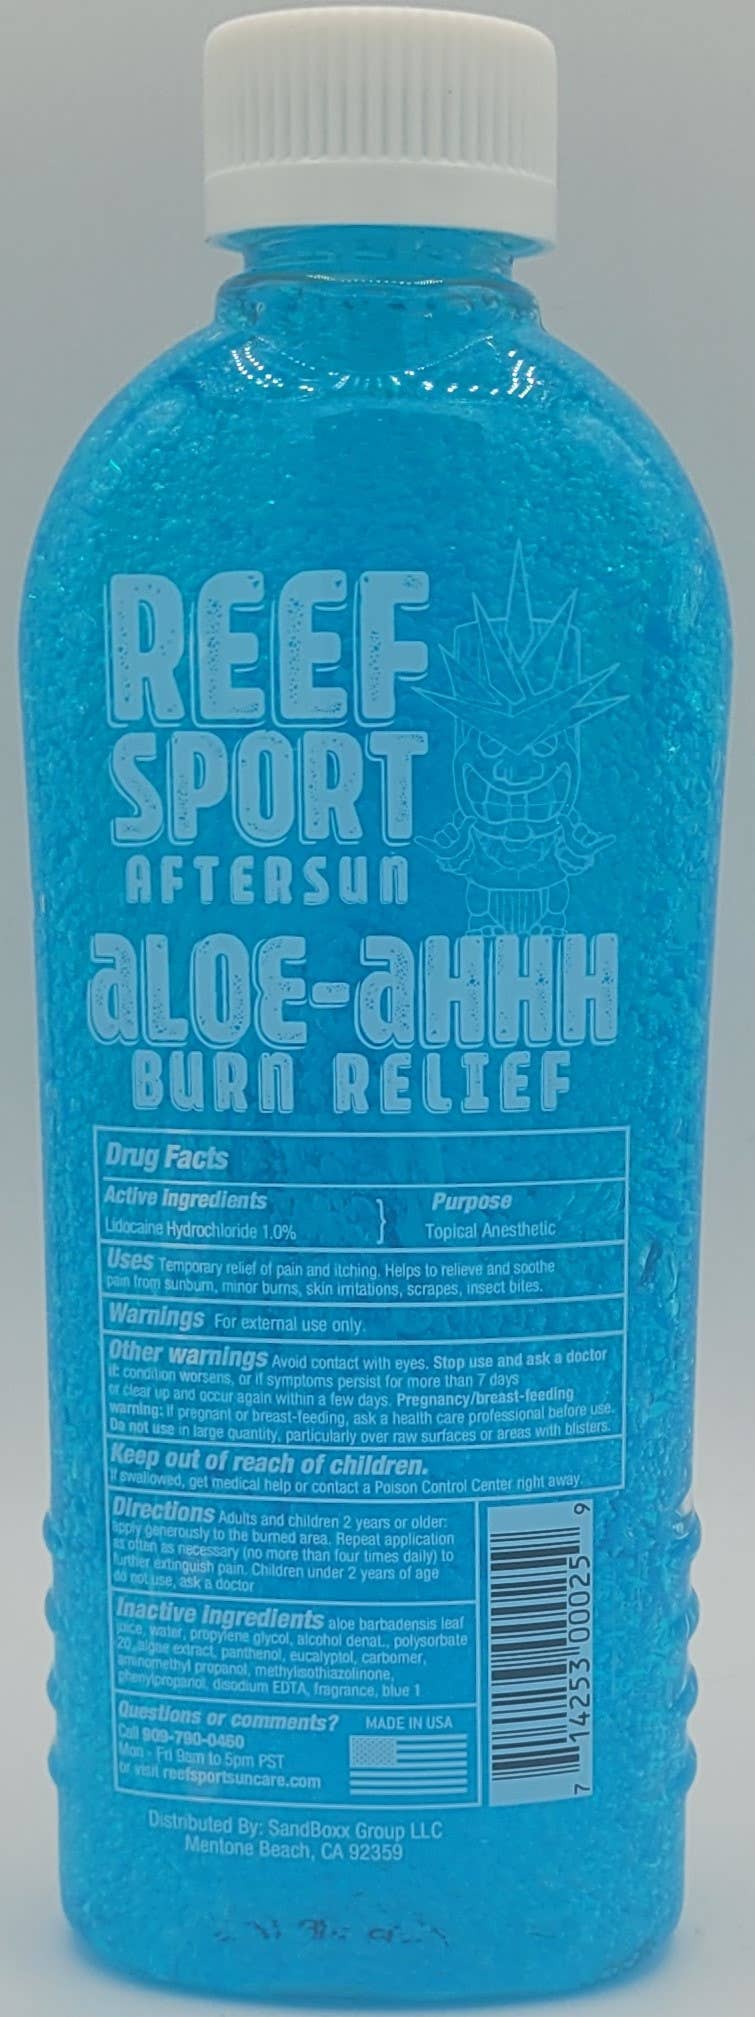 REEF
SPORT
AFTERSUN
ALOE-AHHH
BURN RELIEF
Drug Facts
Active Ingredients } Purpose
Lidocaine Hydrochloride 1.0% Topical Anesthetic
Uses Temporary relief of pain and itching. Helps to relieve and soothe
pain from sunburn, minor burns, skin irritations, scrapes, insect bites.
Warnings For external use only.
Other warnings Avoid contact with eyes. Stop use and ask a doctor
if: condition worsens, or if symptoms persist for more than 7 days
or clear up and occur again within a few days. Pregnancy/breast-feeding
warning: If pregnant or breast-feeding, ask a health care professional before use.
Do not use in large quantity, particularly over raw surfaces or areas with blisters.
Keep out of reach of children.
If swallowed, get medical help or contact a Poison Control Center right away.
Directions Adults and children 2 years or older:
apply generously to the burned area. Repeat application
as often as necessary (no more than four times daily) to
further extinguish pain. Children under 2 years of age
do not use, ask a doctor
Inactive ingredients aloe barbadensis leaf
juice, water, propylene glycol, alcohol denat., polysorbate
20, algae extract, panthenol, eucalyptol, carbomer,
aminomethyl propanol, methylisothiazolinone,
phenylpropanol, disodium EDTA, fragrance, blue 1
Questions or comments?
Call 909-790-0460
Mon - Fri 9am to 5pm PST
or visit reefsportsuncare.com
MADE IN USA
7 14253 00025 9
Distributed By: SandBoxx Group LLC
Mentone Beach, CA 92359